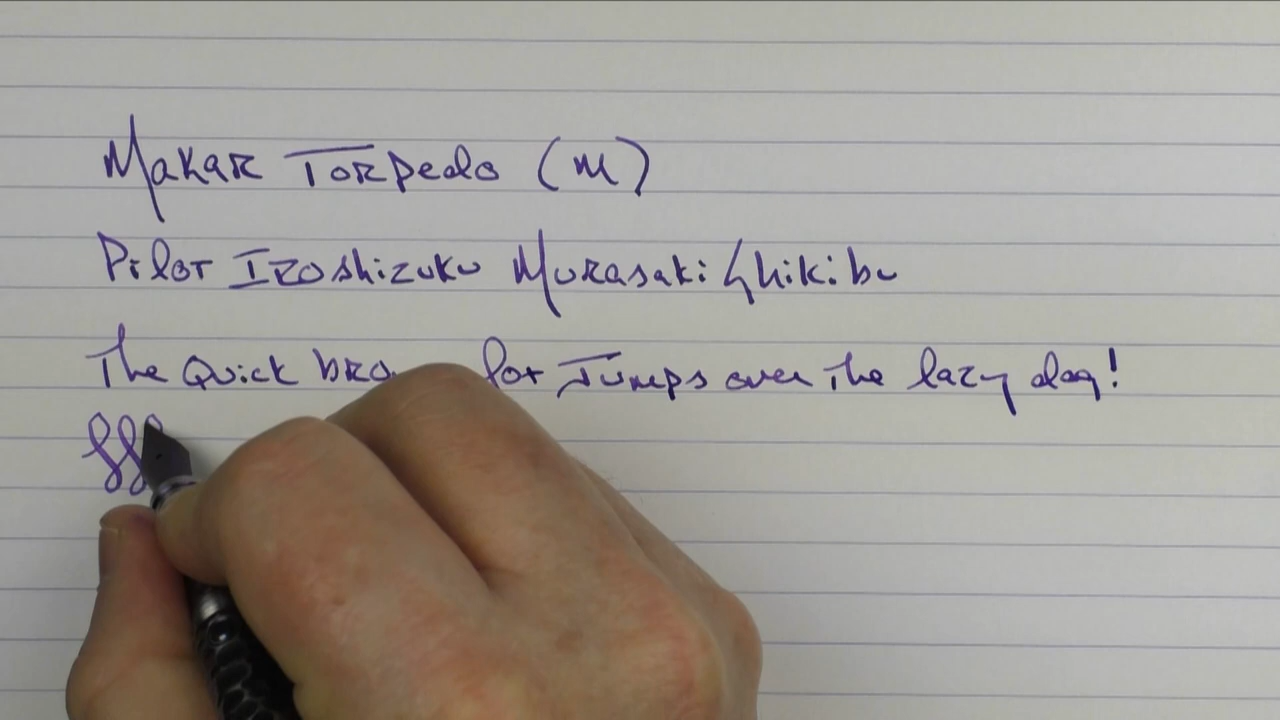 Makar Torpedo (M)
Pilot Iroshizuku Murasaki Shikibu
The Quick bro fox Jumps over The lazy dog!